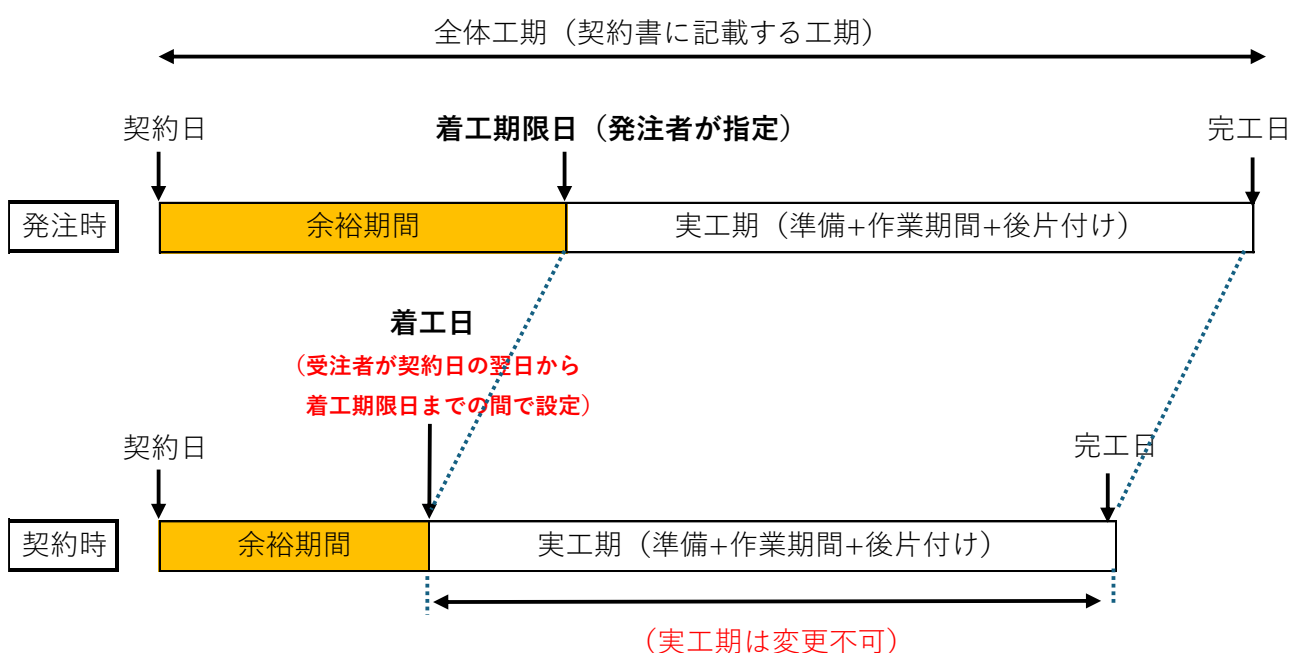 全体工期（契約書に記載する工期）
契約日
着工期限日（発注者が指定）
完工日
発注時
余裕期間
実工期（準備+作業期間+後片付け）
着工日
（受注者が契約日の翌日から
着工期限日までの間で設定）
契約日
完工日
契約時
余裕期間
実工期（準備+作業期間+後片付け）
（実工期は変更不可）